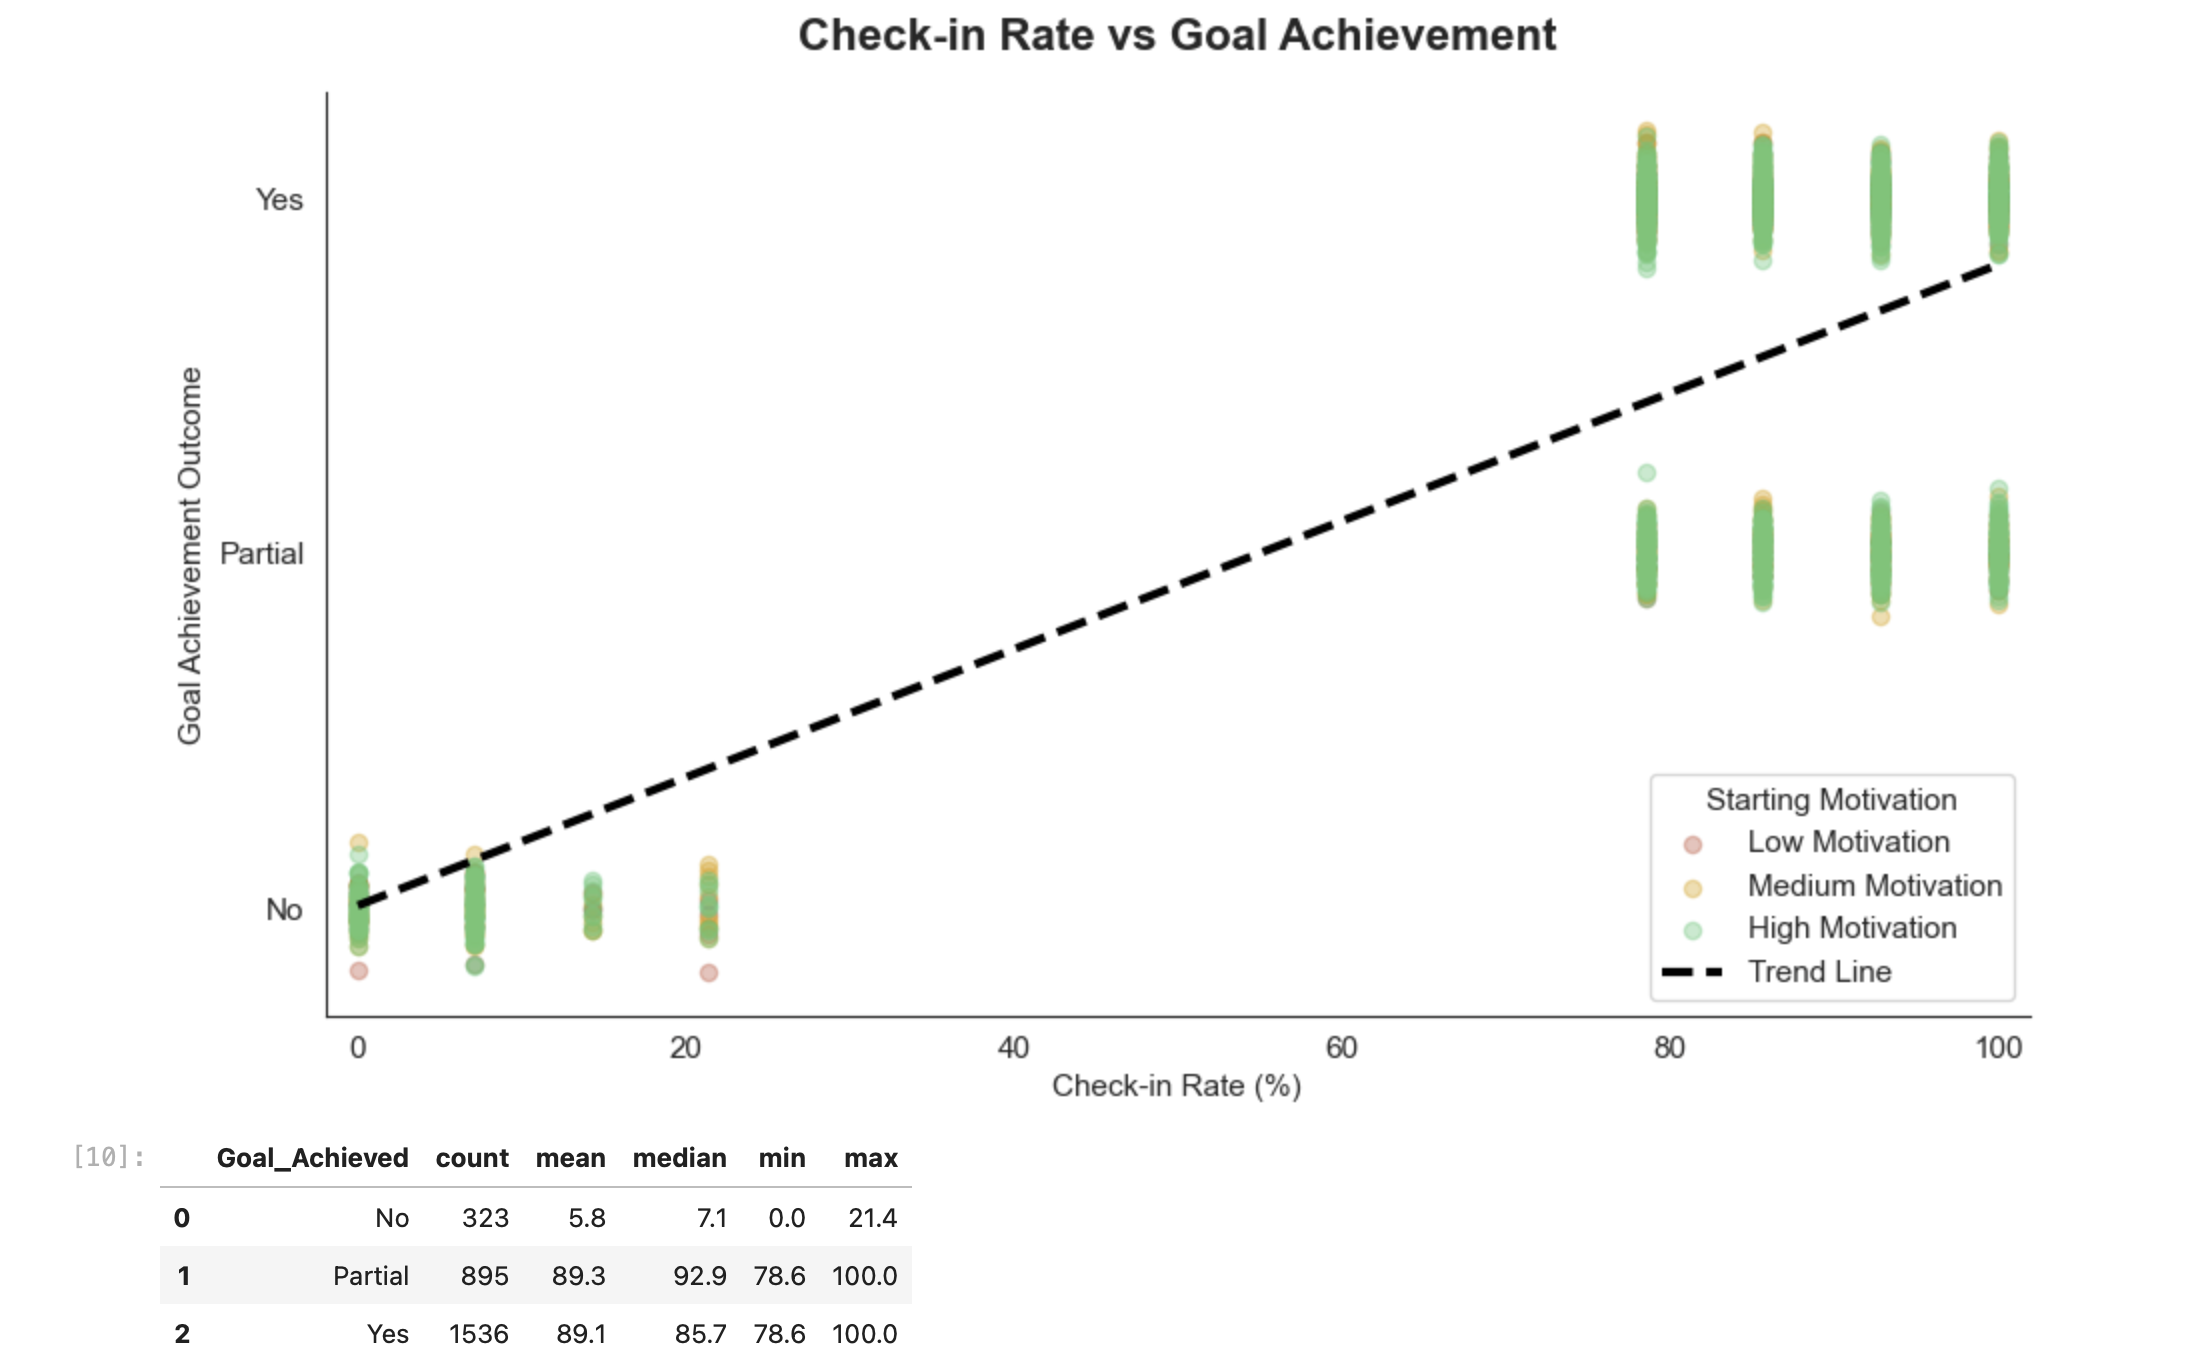 Check-in Rate vs Goal Achievement
Yes
Partial
No
Goal Achievement Outcome
Starting Motivation
Low Motivation
Medium Motivation
High Motivation
Trend Line
0 20 40 60 80 100
Check-in Rate (%)
[10]: Goal_Achieved count mean median min max
0 No 323 5.8 7.1 0.0 21.4
1 Partial 895 89.3 92.9 78.6 100.0
2 Yes 1536 89.1 85.7 78.6 100.0